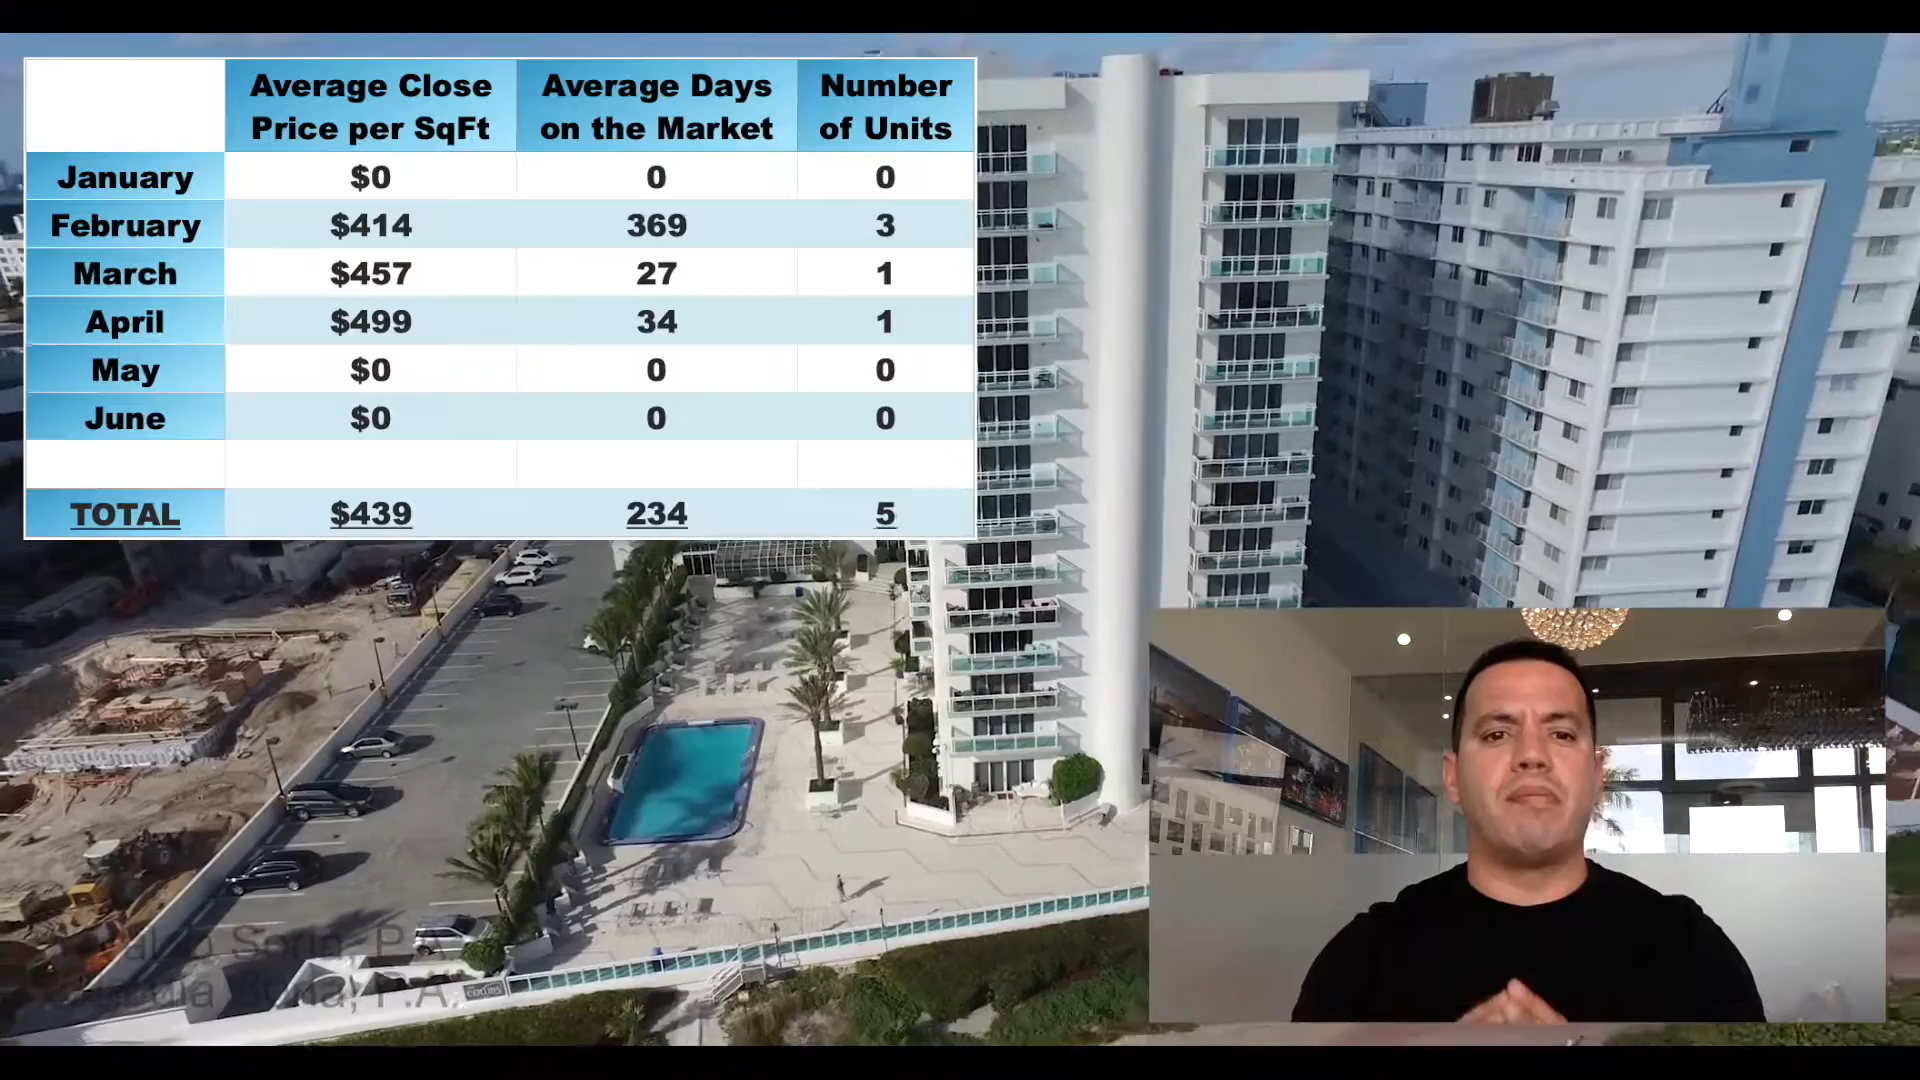 Average Close Average Days Number
Price per SqFt on the Market of Units
January $0 0 0
February $414 369 3
March $457 27 1
April $499 34 1
May $0 0 0
June $0 0 0
TOTAL $439 234 5
P.A.
P.A.